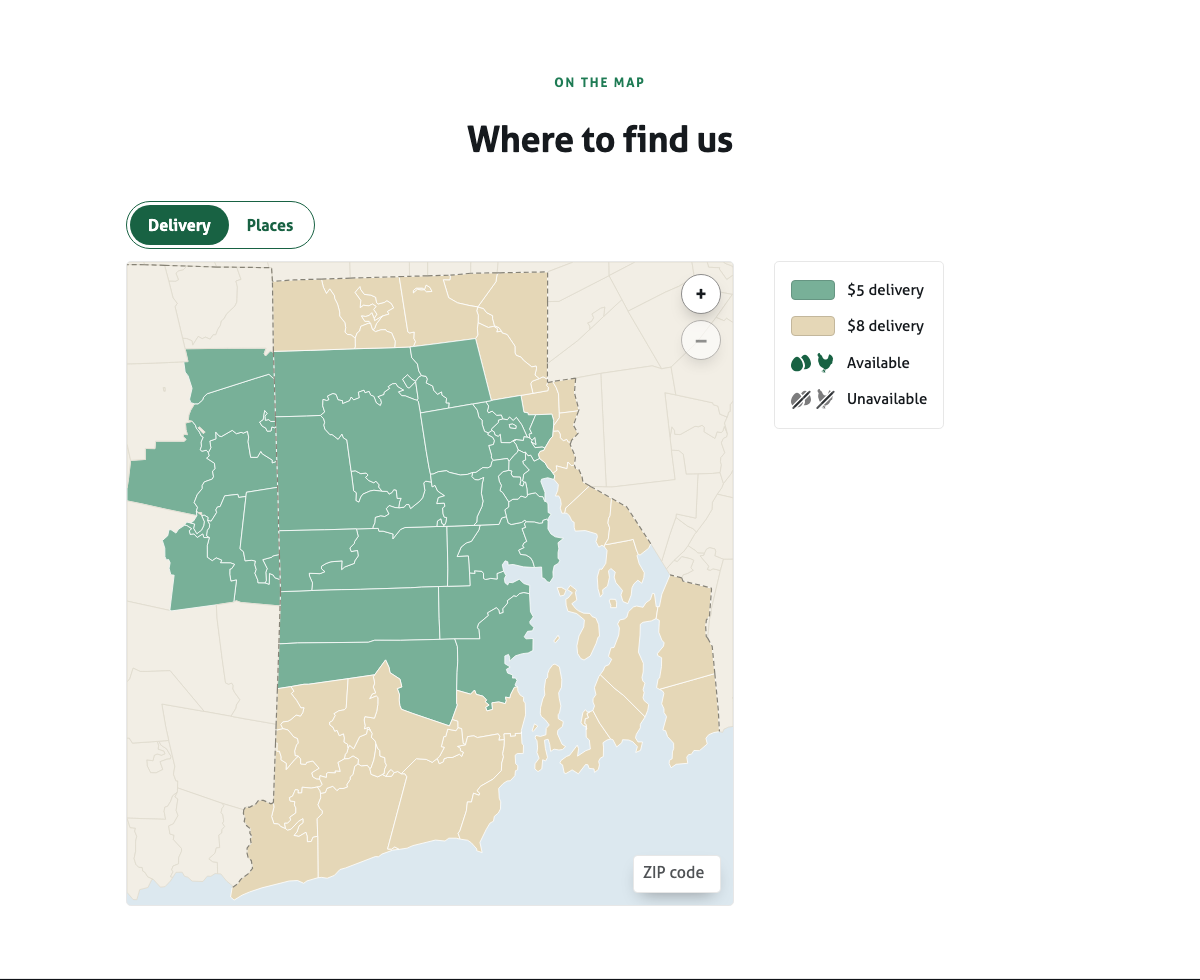 ON THE MAP
Where to find us
Delivery
Places
+
−
$5 delivery
$8 delivery
Available
Unavailable
ZIP code